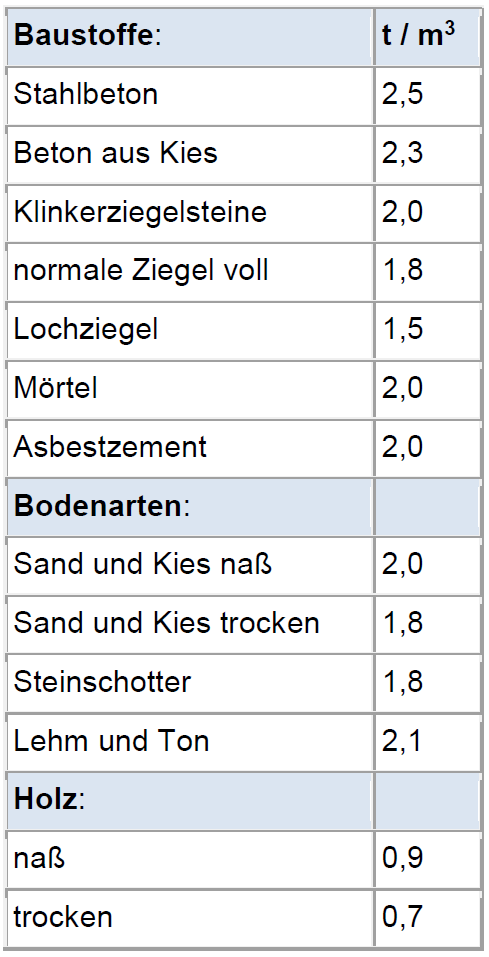 Baustoffe: t / m³
Stahlbeton 2,5
Beton aus Kies 2,3
Klinkerziegelsteine 2,0
normale Ziegel voll 1,8
Lochziegel 1,5
Mörtel 2,0
Asbestzement 2,0
Bodenarten:
Sand und Kies naß 2,0
Sand und Kies trocken 1,8
Steinschotter 1,8
Lehm und Ton 2,1
Holz:
naß 0,9
trocken 0,7